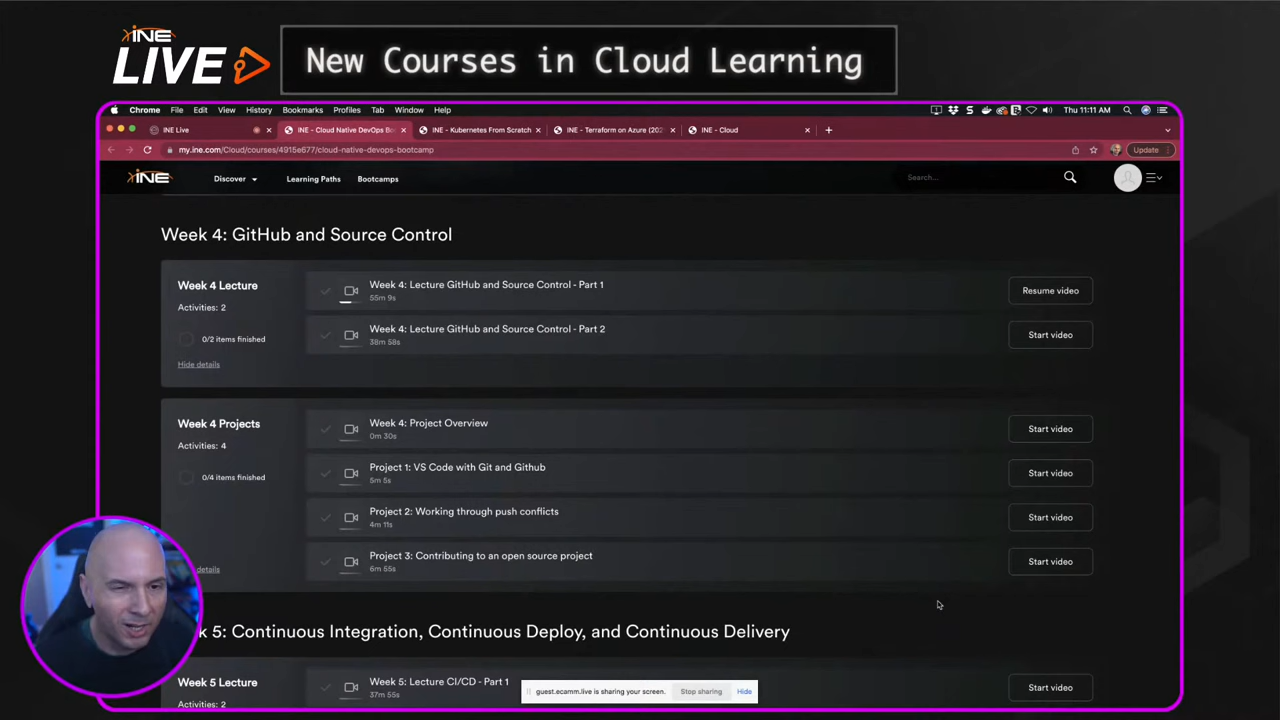 INE
LIVE
New Courses in Cloud Learning
Chrome File Edit View History Bookmarks Profiles Tab Window Help
Thu 11:11 AM
INE Live
INE - Cloud Native DevOps Bo
INE - Kubernetes From Scratch
INE - Terraform on Azure (202
INE - Cloud
my.ine.com/Cloud/courses/4915e677/cloud-native-devops-bootcamp
Update
INE
Discover
Learning Paths
Bootcamps
Search...
Week 4: GitHub and Source Control
Week 4 Lecture
Activities: 2
0/2 items finished
Hide details
Week 4: Lecture GitHub and Source Control - Part 1
55m 9s
Resume video
Week 4: Lecture GitHub and Source Control - Part 2
38m 58s
Start video
Week 4 Projects
Activities: 4
0/4 items finished
details
Week 4: Project Overview
0m 30s
Start video
Project 1: VS Code with Git and Github
5m 5s
Start video
Project 2: Working through push conflicts
4m 11s
Start video
Project 3: Contributing to an open source project
6m 55s
Start video
k 5: Continuous Integration, Continuous Deploy, and Continuous Delivery
Week 5 Lecture
Activities: 2
Week 5: Lecture CI/CD - Part 1
37m 55s
Start video
guest.ecamm.live is sharing your screen.
Stop sharing
Hide